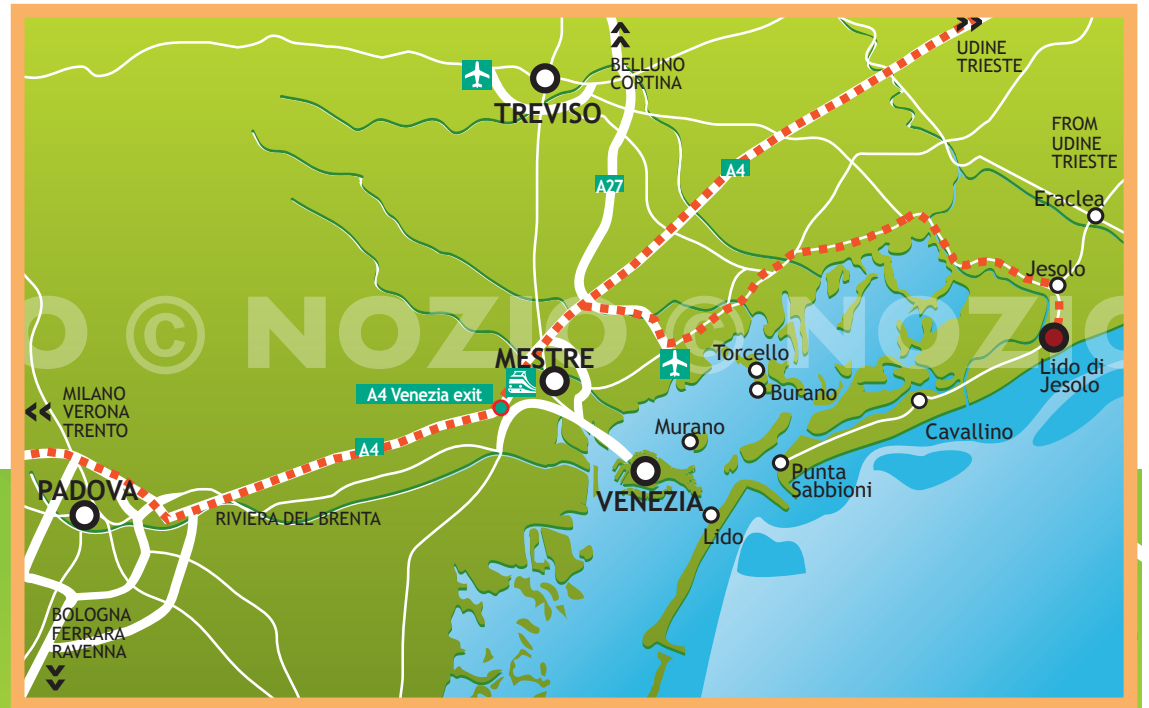 UDINE
TRIESTE
BELLUNO
CORTINA
TREVISO
FROM
UDINE
TRIESTE
A4
A27
Eraclea
Jesolo
O © NOZIO © NOZIO
MESTRE
Torcello
Lido di
Jesolo
A4 Venezia exit
Burano
MILANO
VERONA
TRENTO
Cavallino
Murano
A4
Punta
Sabbioni
PADOVA
VENEZIA
RIVIERA DEL BRENTA
Lido
BOLOGNA
FERRARA
RAVENNA